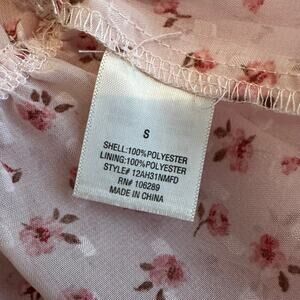 S
SHELL:100%POLYESTER
LINING:100%POLYESTER
STYLE# 12AH31NMFD
RN# 106289
MADE IN CHINA